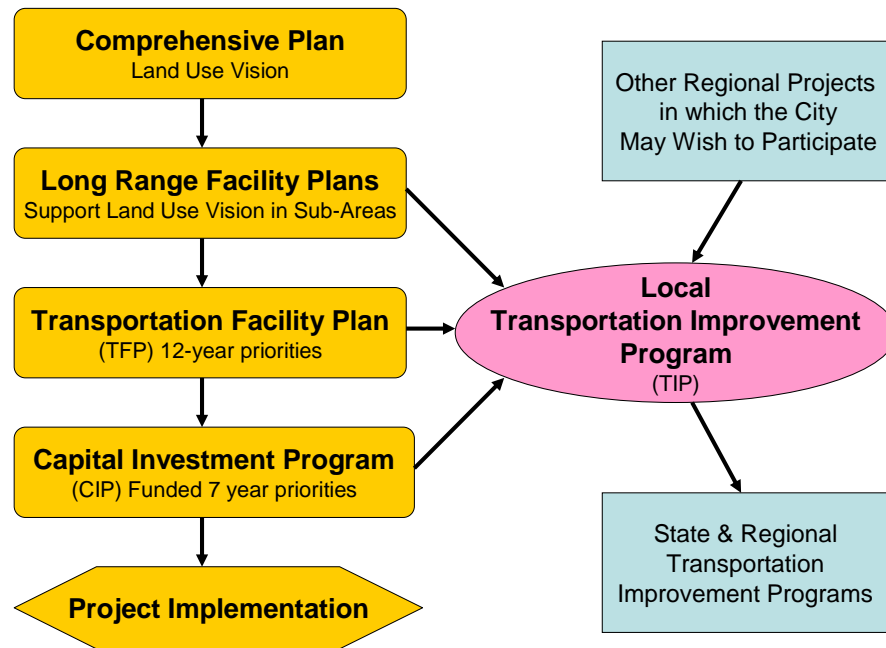 Comprehensive Plan
Land Use Vision
Long Range Facility Plans
Support Land Use Vision in Sub-Areas
Transportation Facility Plan
(TFP) 12-year priorities
Capital Investment Program
(CIP) Funded 7 year priorities
Project Implementation
Other Regional Projects
in which the City
May Wish to Participate
Local
Transportation Improvement
Program
(TIP)
State & Regional
Transportation
Improvement Programs